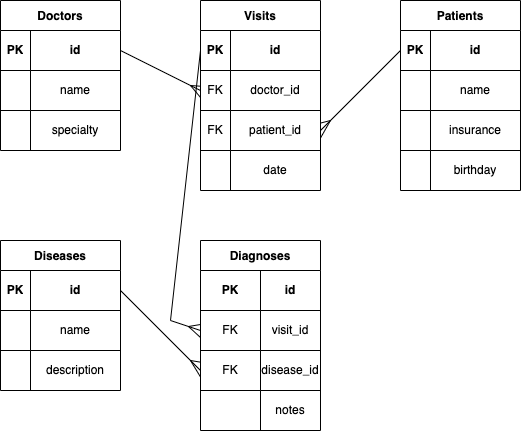 Doctors
PK id
name
specialty
Visits
PK id
FK doctor_id
FK patient_id
date
Patients
PK id
name
insurance
birthday
Diseases
PK id
name
description
Diagnoses
PK id
FK visit_id
FK disease_id
notes